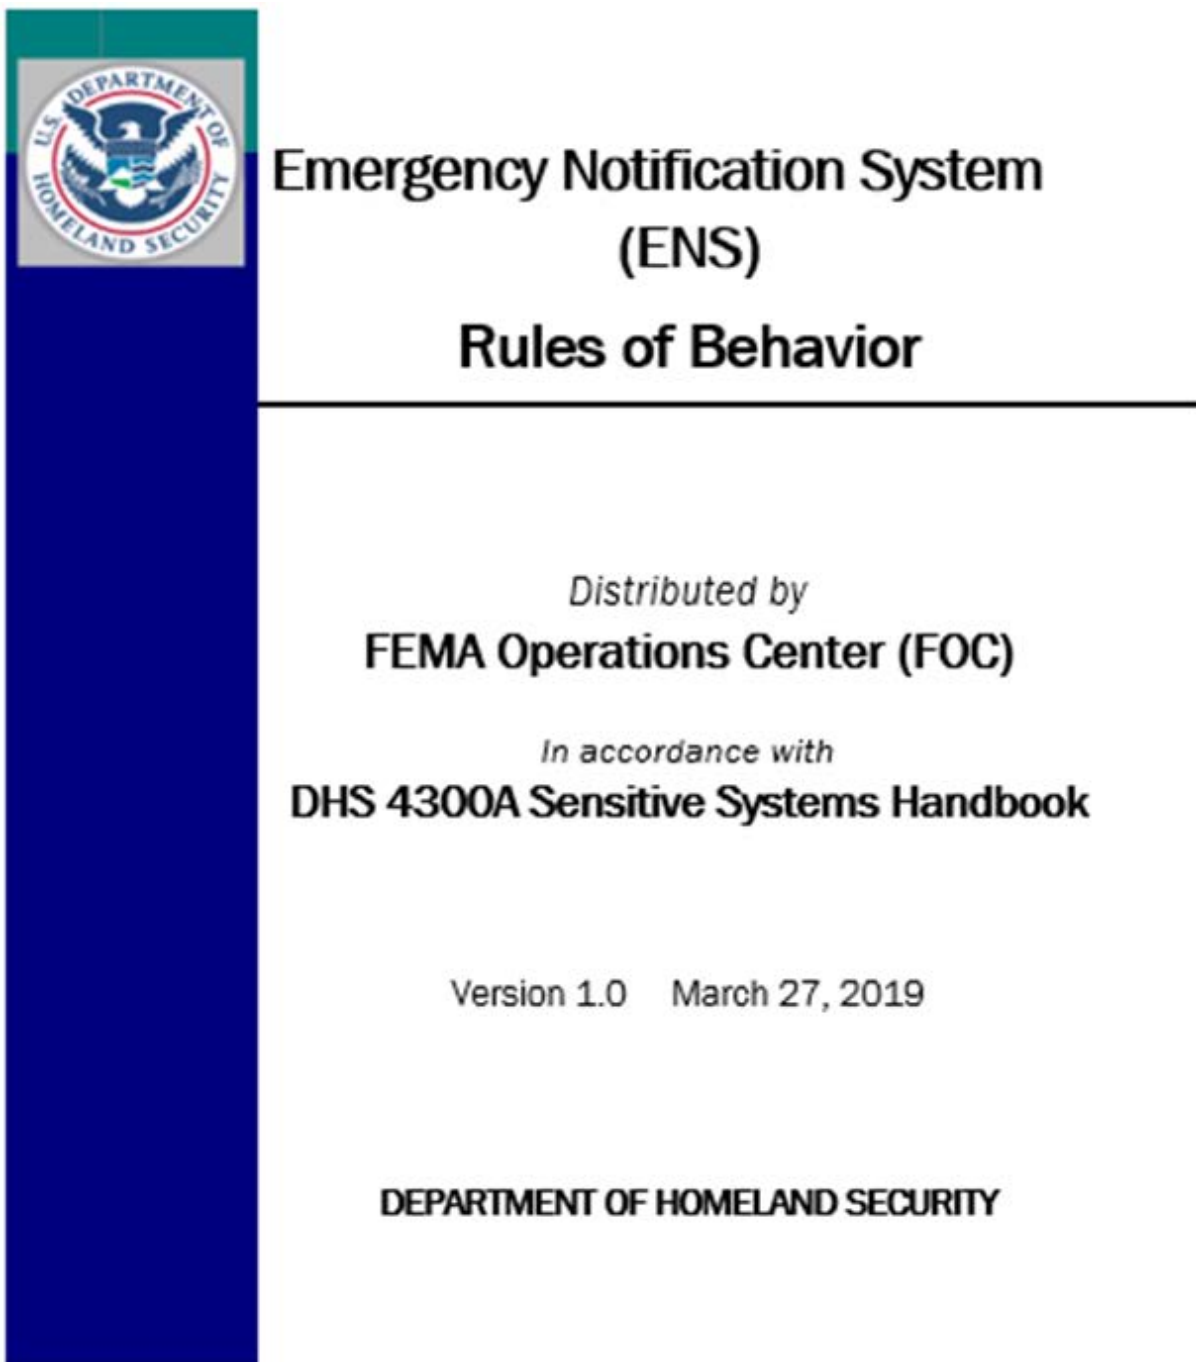 U.S. DEPARTMENT OF
HOMELAND SECURITY
Emergency Notification System
(ENS)
Rules of Behavior
Distributed by
FEMA Operations Center (FOC)
In accordance with
DHS 4300A Sensitive Systems Handbook
Version 1.0 March 27, 2019
DEPARTMENT OF HOMELAND SECURITY